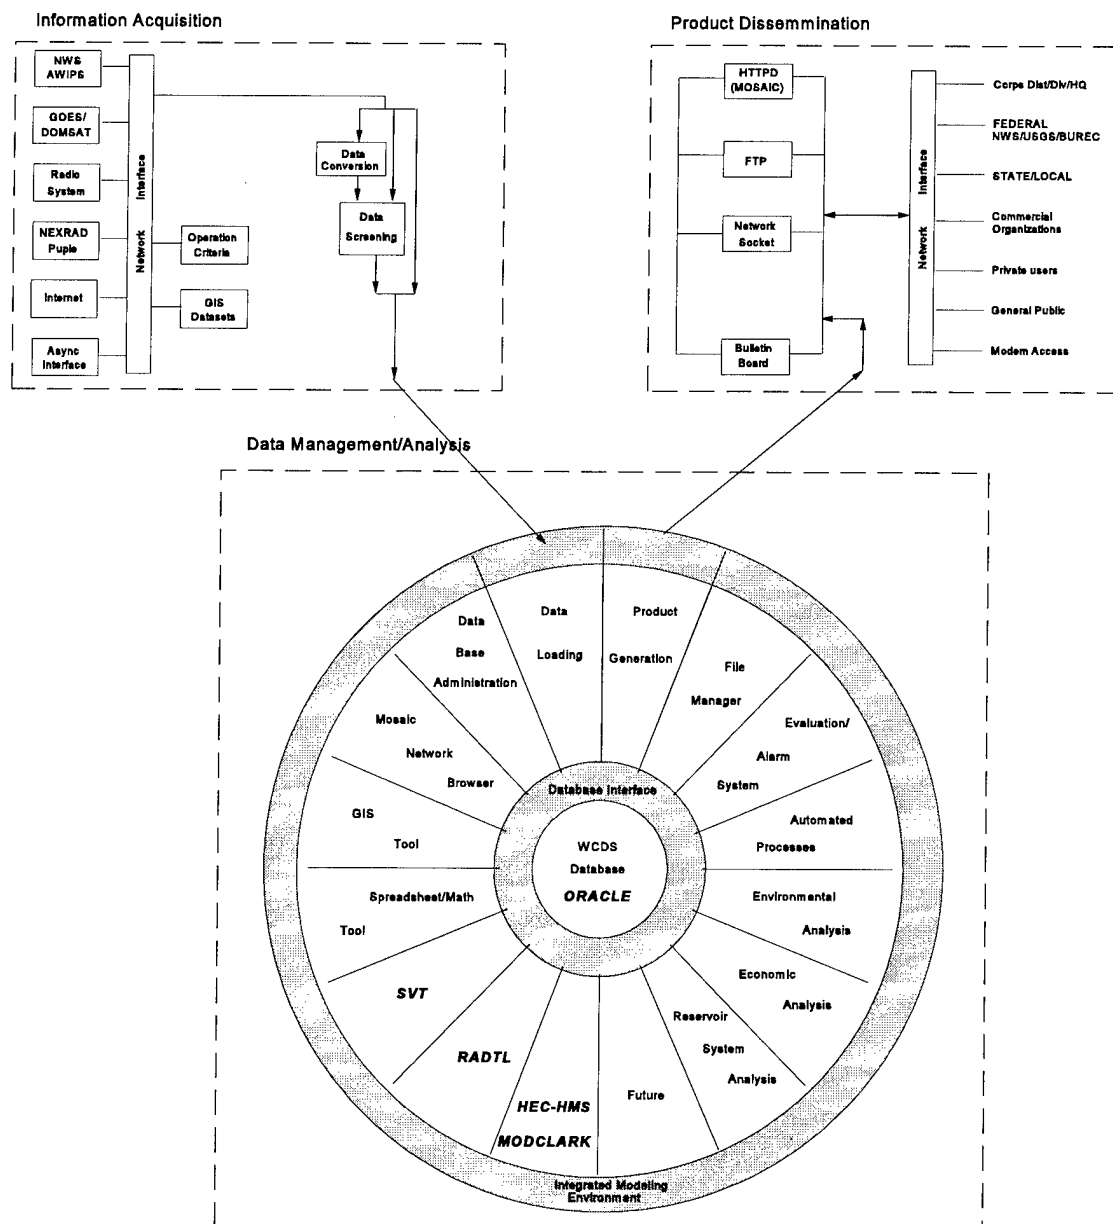 Information Acquisition
NWS
AWIPS
GOES/
DOMSAT
Radio
System
NEXRAD
Puple
Internet
Async
Interface
Network Interface
Operation
Criteria
GIS
Datasets
Data
Conversion
Data
Screening
Product Dissemmination
HTTPD
(MOSAIC)
FTP
Network
Socket
Bulletin
Board
Network Interface
Corps Dist/Div/HQ
FEDERAL
NWS/USGS/BUREC
STATE/LOCAL
Commercial
Organizations
Private users
General Public
Modem Access
Data Management/Analysis
Data
Base
Administration
Data
Loading
Product
Generation
File
Manager
Evaluation/
Alarm
System
Automated
Processes
Environmental
Analysis
Economic
Analysis
Reservoir
System
Analysis
Future
HEC-HMS
MODCLARK
RADTL
SVT
Spreadsheet/Math
Tool
GIS
Tool
Mosaic
Network
Browser
Database Interface
WCDS
Database
ORACLE
Integrated Modeling
Environment